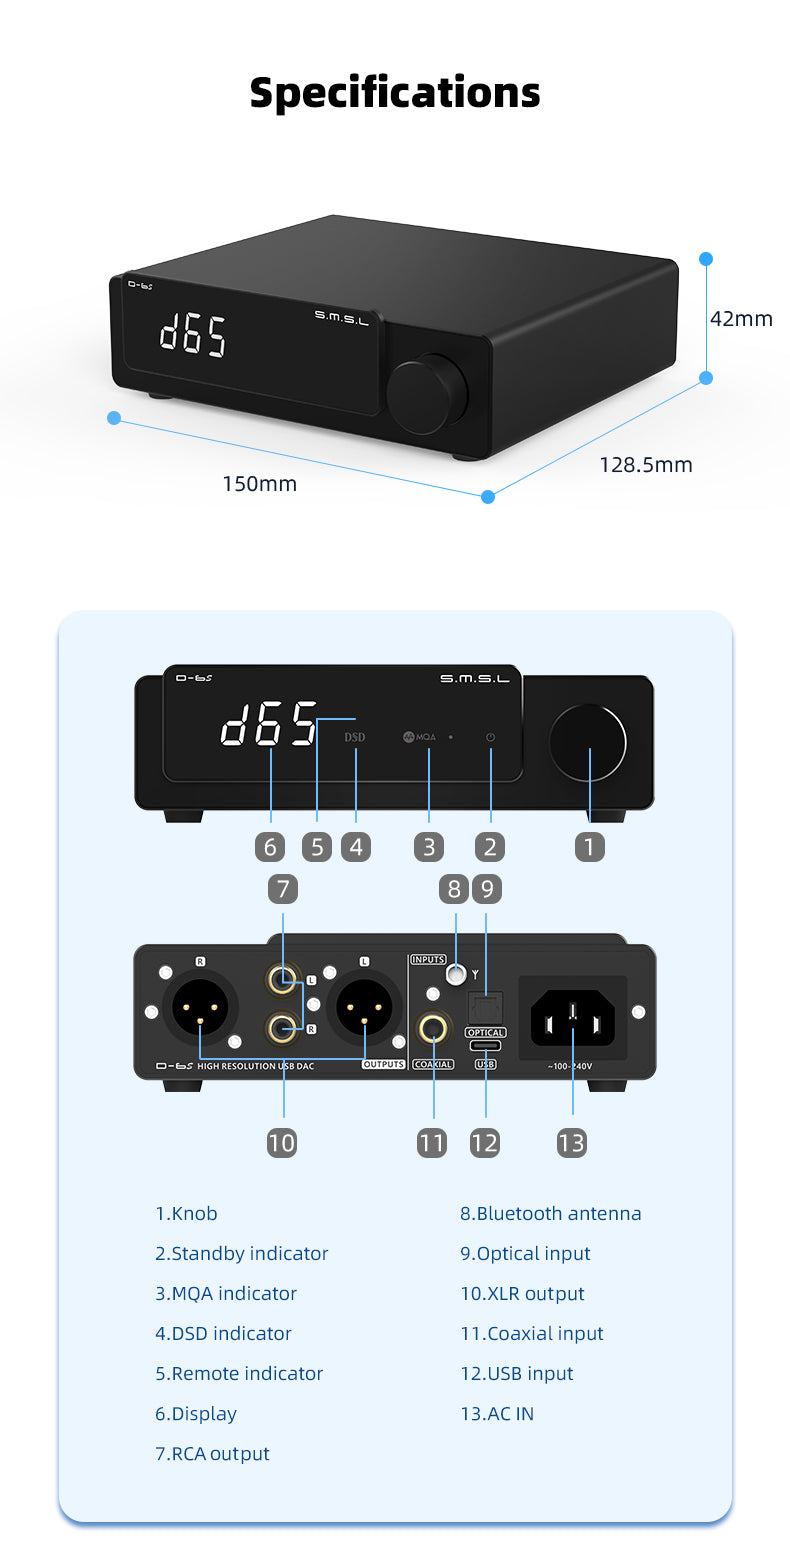 Specifications
D-6s
S.M.S.L
d65
42mm
128.5mm
150mm
D-6s
S.M.S.L
d65
DSD
MQA
6
5
4
3
2
1
7
8
9
R
L
L
R
INPUTS
OPTICAL
D-6s HIGH RESOLUTION USB DAC
OUTPUTS
COAXIAL
USB
~100-240V
10
11
12
13
1.Knob
2.Standby indicator
3.MQA indicator
4.DSD indicator
5.Remote indicator
6.Display
7.RCA output
8.Bluetooth antenna
9.Optical input
10.XLR output
11.Coaxial input
12.USB input
13.AC IN